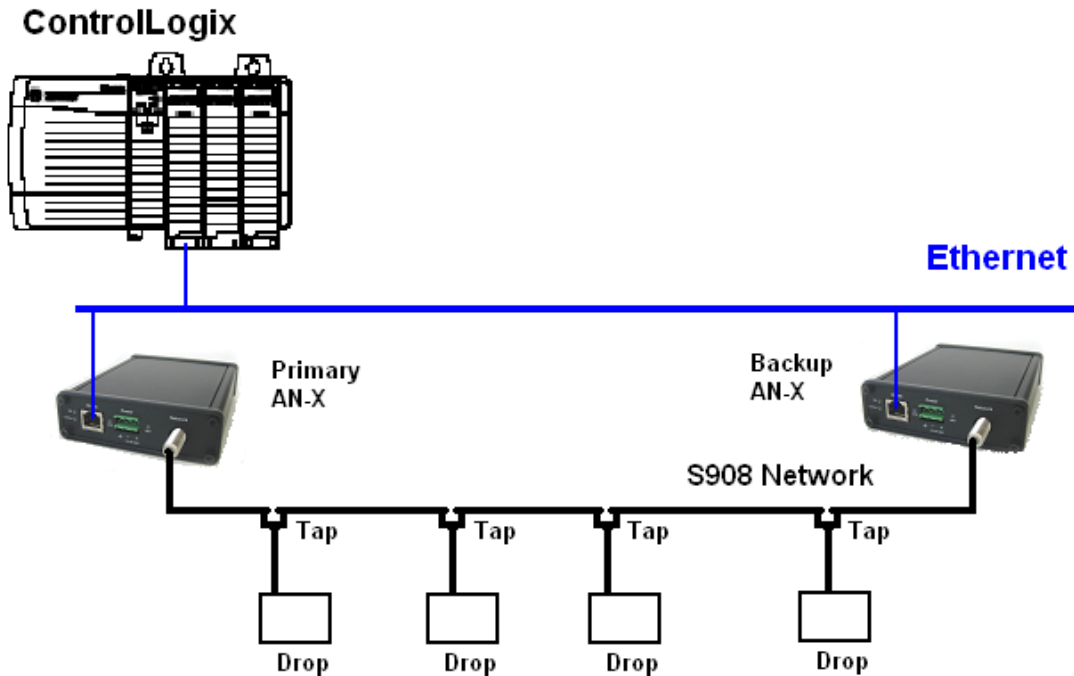 ControlLogix
Ethernet
Primary
AN-X
Backup
AN-X
S908 Network
Tap
Tap
Tap
Tap
Drop
Drop
Drop
Drop